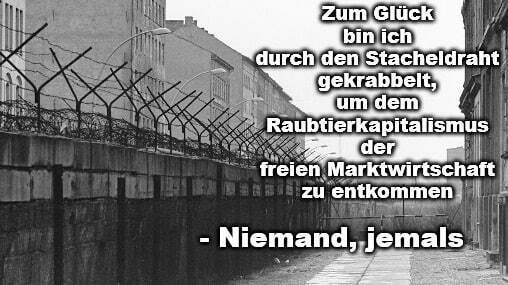 Zum Glück
bin ich
durch den Stacheldraht
gekrabbelt,
um dem
Raubtierkapitalismus
der
freien Marktwirtschaft
zu entkommen
- Niemand, jemals